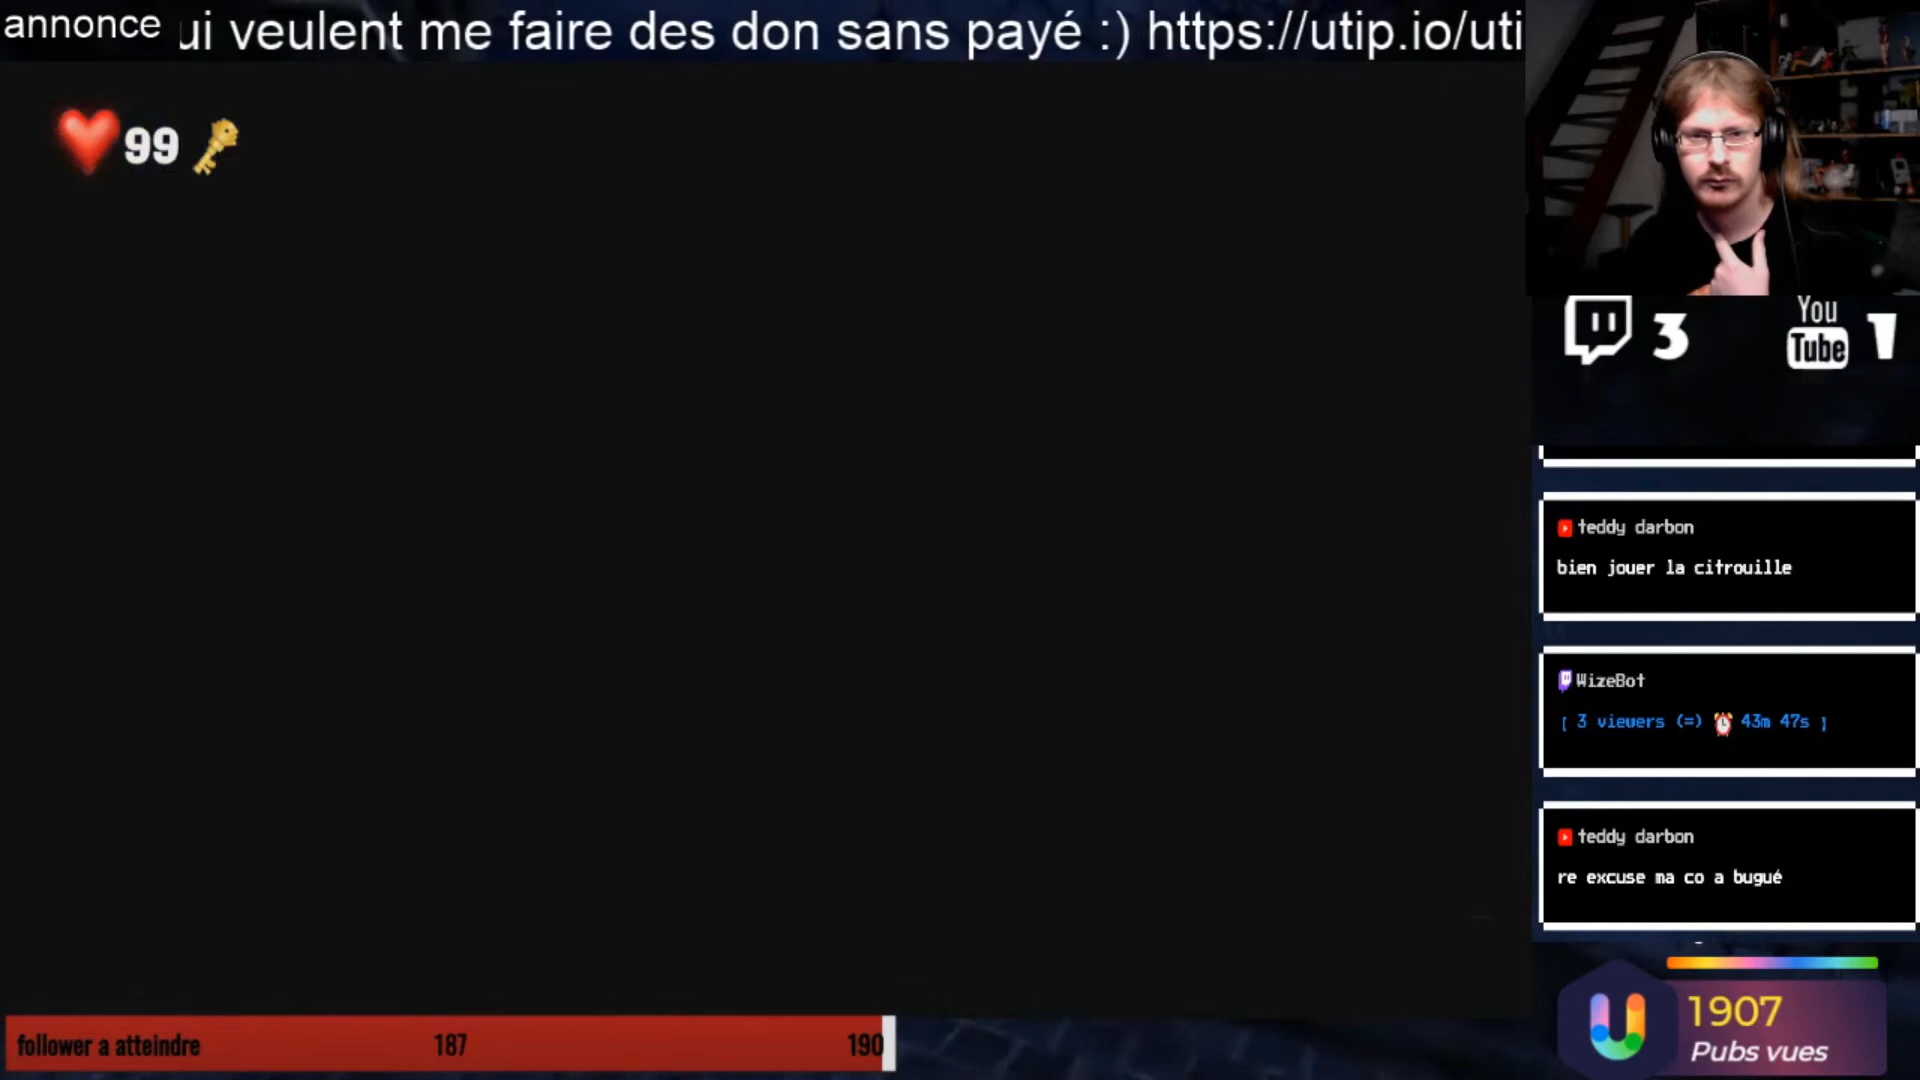 annonce
ui veulent me faire des don sans payé :) https://utip.io/uti
99
3
You
Tube
1
teddy darbon
bien jouer la citrouille
WizeBot
[ 3 viewers (=) ⏰ 43m 47s ]
teddy darbon
re excuse ma co a bugué
follower a atteindre 187 190
1907
Pubs vues